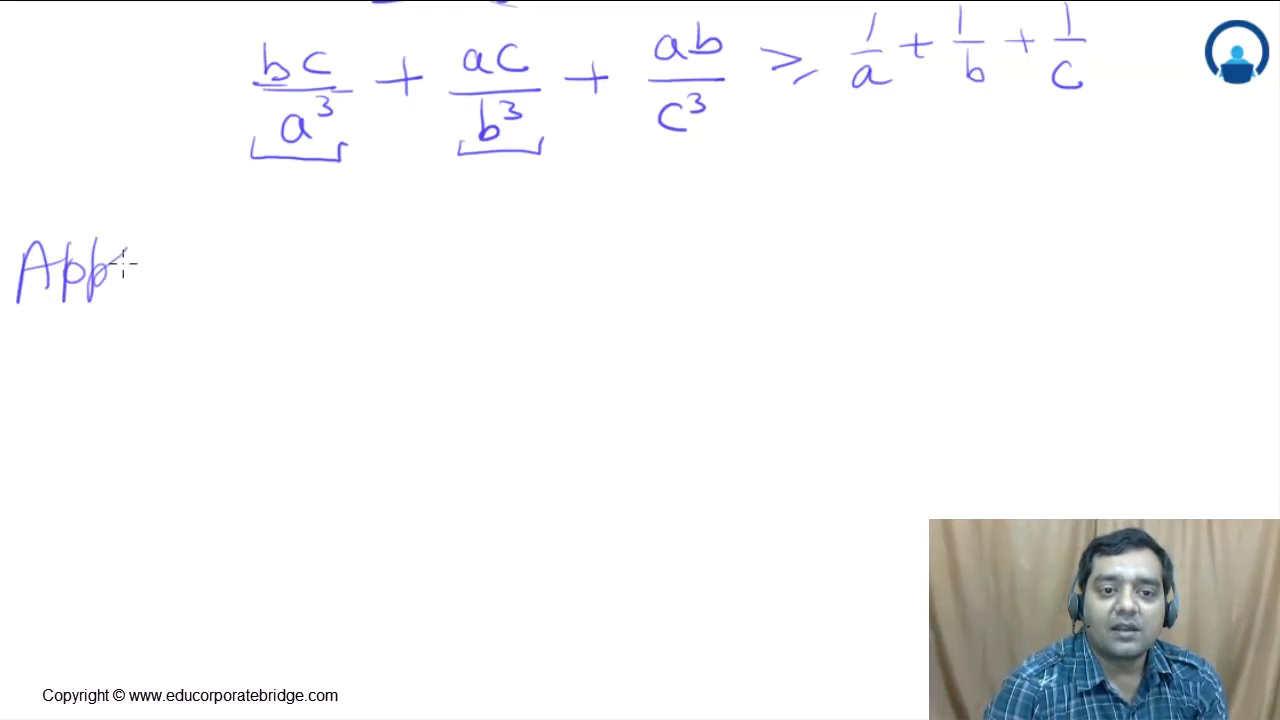 bc/a³ + ac/b³ + ab/c³ ≥ 1/a + 1/b + 1/c
App
Copyright © www.educorporatebridge.com